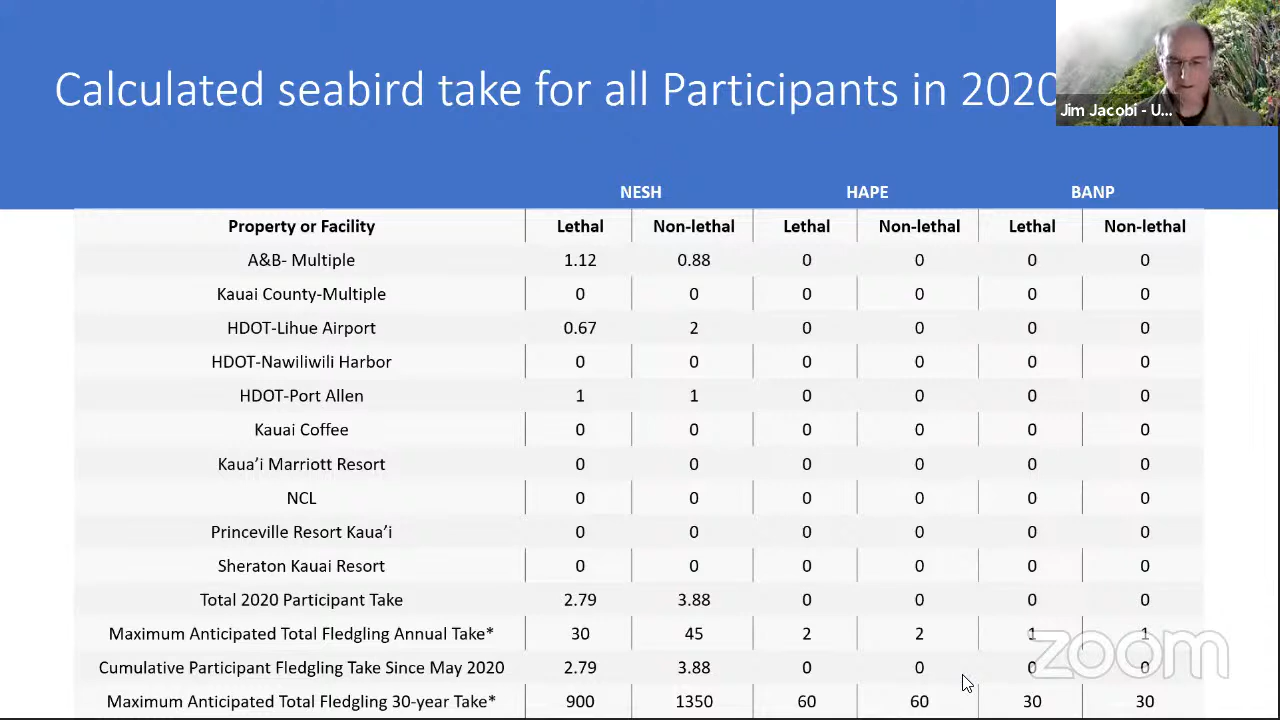 Calculated seabird take for all Participants in 2020
Jim Jacobi - U...
NESH HAPE BANP
Property or Facility Lethal Non-lethal Lethal Non-lethal Lethal Non-lethal
A&B- Multiple 1.12 0.88 0 0 0 0
Kauai County-Multiple 0 0 0 0 0 0
HDOT-Lihue Airport 0.67 2 0 0 0 0
HDOT-Nawiliwili Harbor 0 0 0 0 0 0
HDOT-Port Allen 1 1 0 0 0 0
Kauai Coffee 0 0 0 0 0 0
Kaua’i Marriott Resort 0 0 0 0 0 0
NCL 0 0 0 0 0 0
Princeville Resort Kaua’i 0 0 0 0 0 0
Sheraton Kauai Resort 0 0 0 0 0 0
Total 2020 Participant Take 2.79 3.88 0 0 0 0
Maximum Anticipated Total Fledgling Annual Take* 30 45 2 2 1 1
zoom
Cumulative Participant Fledgling Take Since May 2020 2.79 3.88 0 0 0 0
Maximum Anticipated Total Fledgling 30-year Take* 900 1350 60 60 30 30